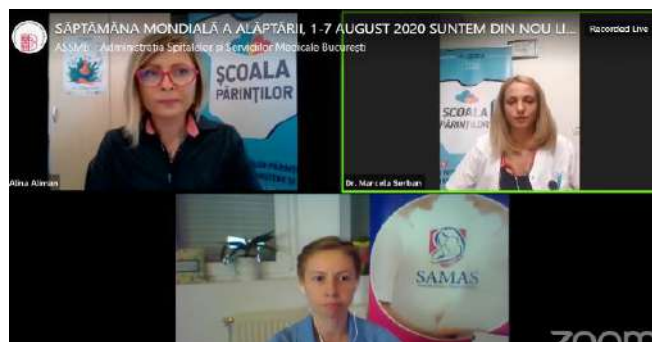 SĂPTĂMÂNA MONDIALĂ A ALĂPTĂRII, 1-7 AUGUST 2020 SUNTEM DIN NOU LI...
Recorded Live
ASSMB - Administrația Spitalelor și Serviciilor Medicale București
ȘCOALA
PĂRINȚILOR
ȘCOALA
PĂRINȚILOR
Alina Aliman
Dr. Marcela Șerban
SAMAS
zoom